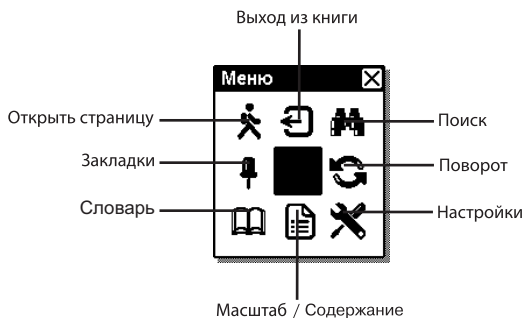 Выход из книги
Меню
Открыть страницу
Поиск
Закладки
Поворот
Словарь
Настройки
Масштаб / Содержание